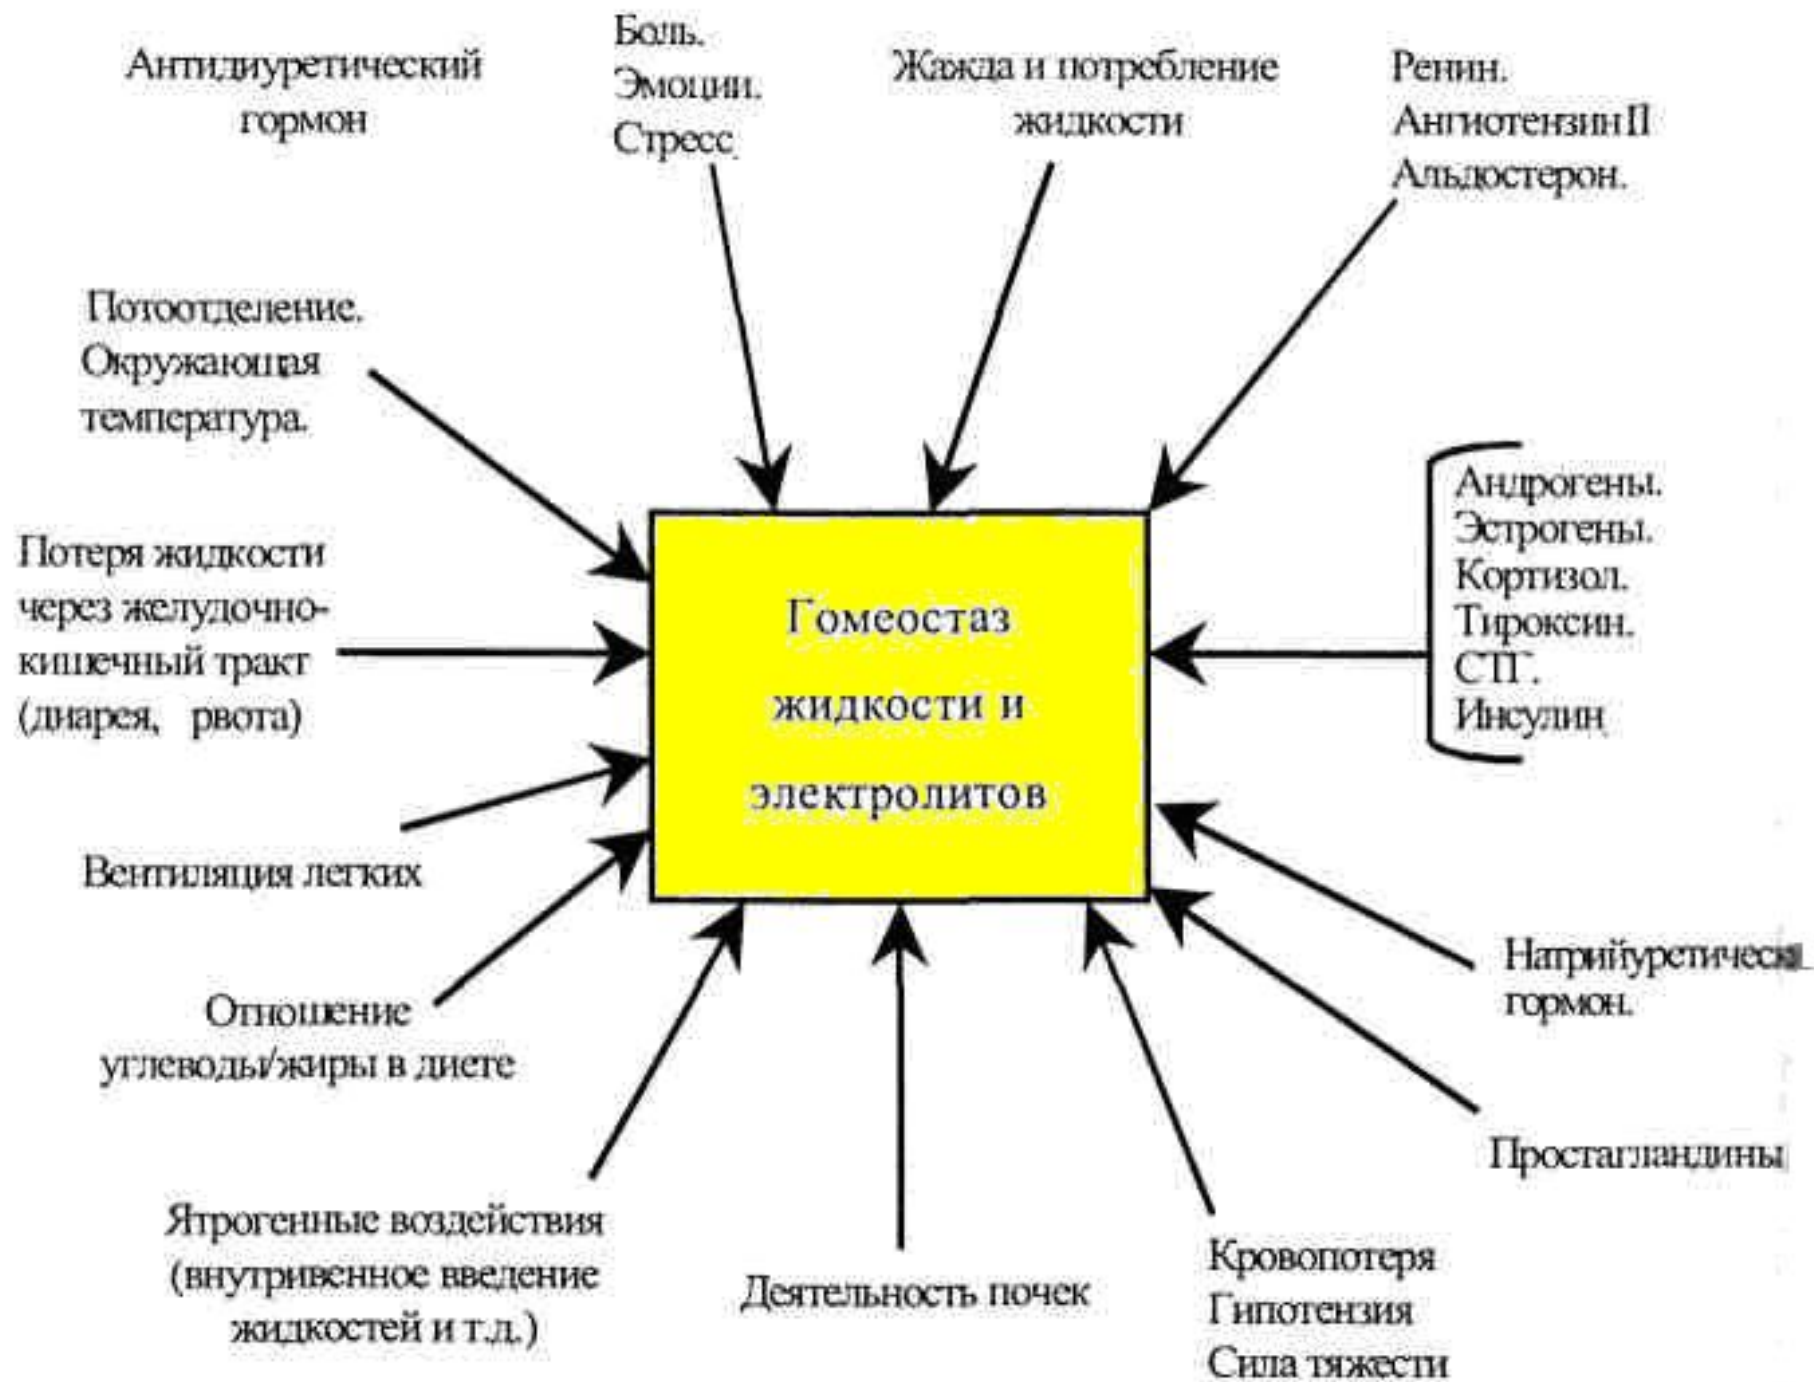 Антидиуретический
гормон
Боль.
Эмоции.
Стресс
Жажда и потребление
жидкости
Ренин.
Ангиотензин II
Альдостерон.
Потоотделение.
Окружающая
температура.
Потеря жидкости
через желудочно-
кишечный тракт
(диарея, рвота)
Гомеостаз
жидкости и
электролитов
Андрогены.
Эстрогены.
Кортизол.
Тироксин.
СТГ.
Инсулин
Вентиляция легких
Отношение
углеводы/жиры в диете
Натрийуретически
гормон.
Простагландины
Ятрогенные воздействия
(внутривенное введение
жидкостей и т.д.)
Деятельность почек
Кровопотеря
Гипотензия
Сила тяжести